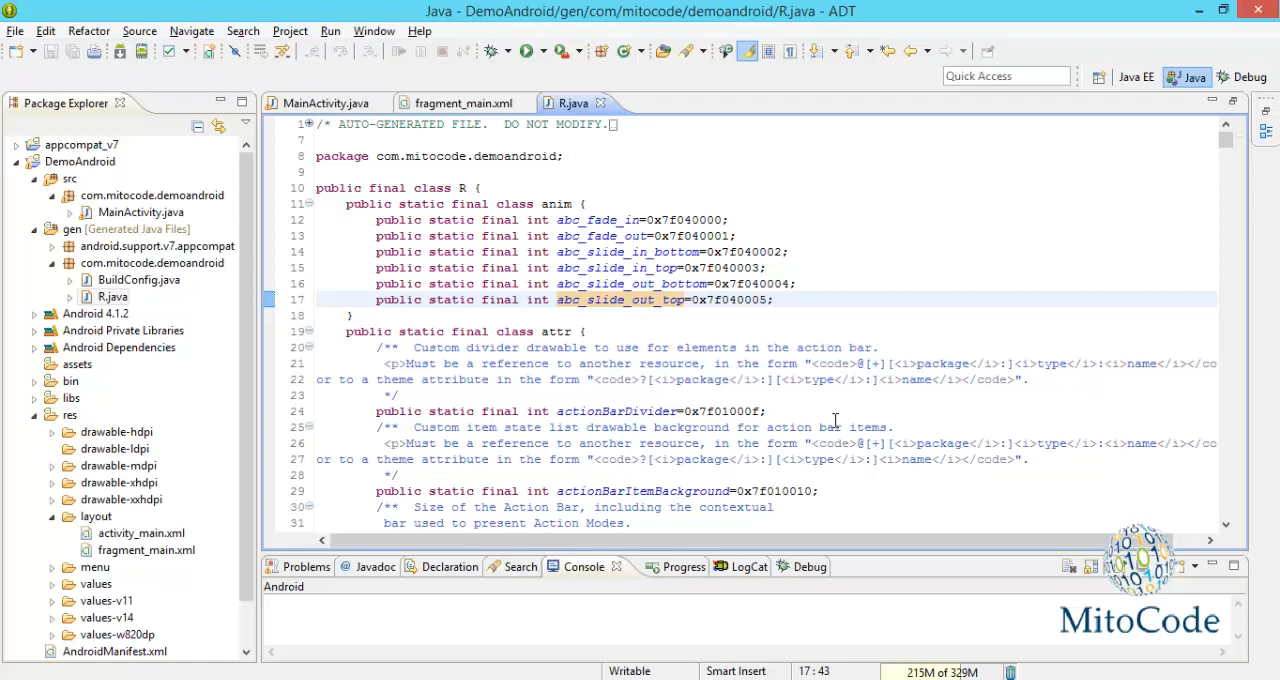 Java - DemoAndroid/gen/com/mitocode/demoandroid/R.java - ADT
File Edit Refactor Source Navigate Search Project Run Window Help
Quick Access
Java EE
Java
Debug
Package Explorer
appcompat_v7
DemoAndroid
src
com.mitocode.demoandroid
MainActivity.java
gen [Generated Java Files]
android.support.v7.appcompat
com.mitocode.demoandroid
BuildConfig.java
R.java
Android 4.1.2
Android Private Libraries
Android Dependencies
assets
bin
libs
res
drawable-hdpi
drawable-ldpi
drawable-mdpi
drawable-xhdpi
drawable-xxhdpi
layout
activity_main.xml
fragment_main.xml
menu
values
values-v11
values-v14
values-w820dp
AndroidManifest.xml
MainActivity.java
fragment_main.xml
R.java
1 /* AUTO-GENERATED FILE.  DO NOT MODIFY.
7
8 package com.mitocode.demoandroid;
9
10 public final class R {
11     public static final class anim {
12         public static final int abc_fade_in=0x7f040000;
13         public static final int abc_fade_out=0x7f040001;
14         public static final int abc_slide_in_bottom=0x7f040002;
15         public static final int abc_slide_in_top=0x7f040003;
16         public static final int abc_slide_out_bottom=0x7f040004;
17         public static final int abc_slide_out_top=0x7f040005;
18     }
19     public static final class attr {
20         /**  Custom divider drawable to use for elements in the action bar.
21          <p>Must be a reference to another resource, in the form "<code>@[+][<i>package</i>:]<i>type</i>:<i>name</i></co
22 or to a theme attribute in the form "<code>?[<i>package</i>:][<i>type</i>:]<i>name</i></code>".
23          */
24         public static final int actionBarDivider=0x7f01000f;
25         /**  Custom item state list drawable background for action bar items.
26          <p>Must be a reference to another resource, in the form "<code>@[+][<i>package</i>:]<i>type</i>:<i>name</i></co
27 or to a theme attribute in the form "<code>?[<i>package</i>:][<i>type</i>:]<i>name</i></code>".
28          */
29         public static final int actionBarItemBackground=0x7f010010;
30         /**  Size of the Action Bar, including the contextual
31          bar used to present Action Modes.
Problems
@ Javadoc
Search
Console
Progress
LogCat
Debug
Android
MitoCode
Writable
Smart Insert
17 : 43
215M of 329M